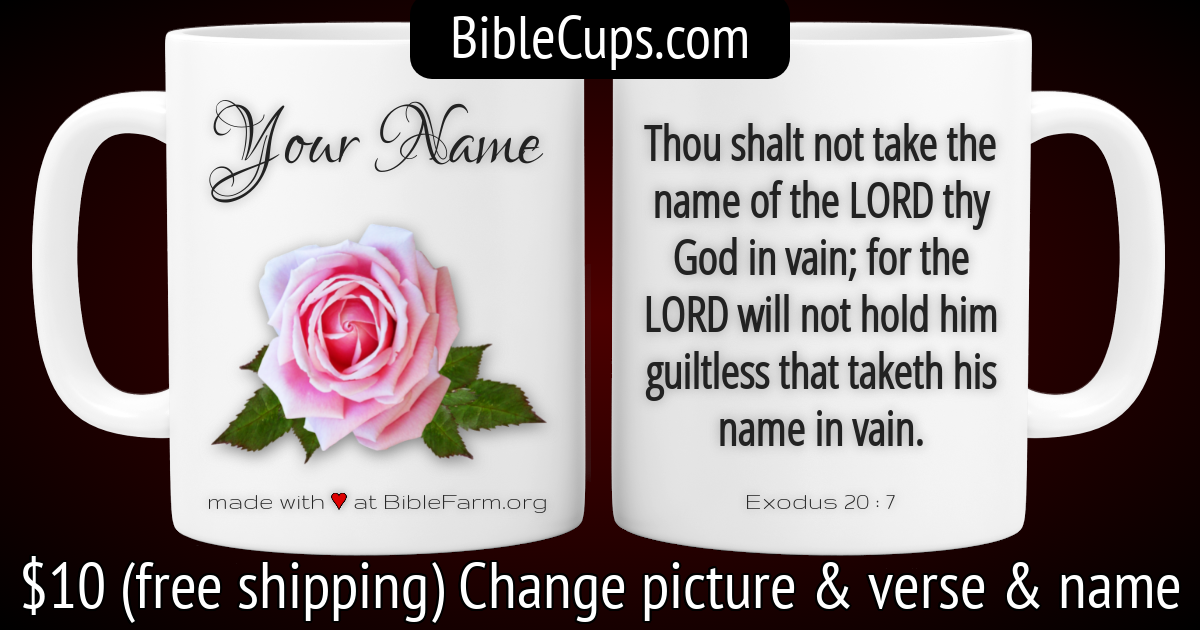 BibleCups.com
Your Name
made with ♥ at BibleFarm.org
Thou shalt not take the
name of the LORD thy
God in vain; for the
LORD will not hold him
guiltless that taketh his
name in vain.
Exodus 20 : 7
$10 (free shipping) Change picture & verse & name